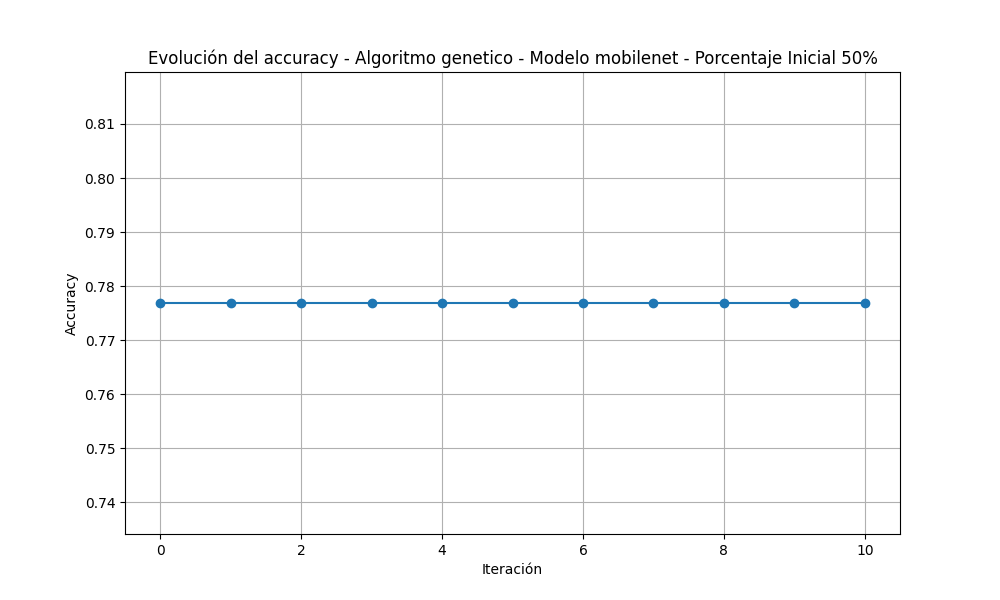 Evolución del accuracy - Algoritmo genetico - Modelo mobilenet - Porcentaje Inicial 50%
Accuracy
0.81
0.80
0.79
0.78
0.77
0.76
0.75
0.74
0 2 4 6 8 10
Iteración